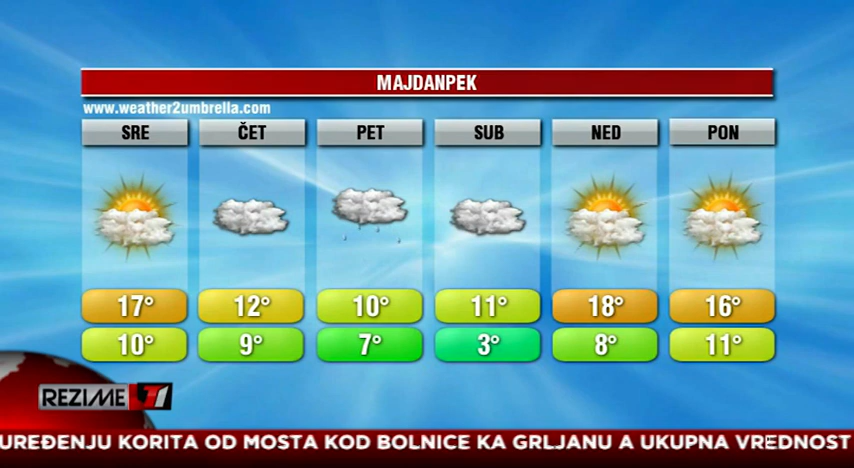 MAJDANPEK
www.weather2umbrella.com
SRE ČET PET SUB NED PON
17° 12° 10° 11° 18° 16°
10° 9° 7° 3° 8° 11°
REZIME T1
UREĐENJU KORITA OD MOSTA KOD BOLNICE KA GRLJANU A UKUPNA VREDNOST